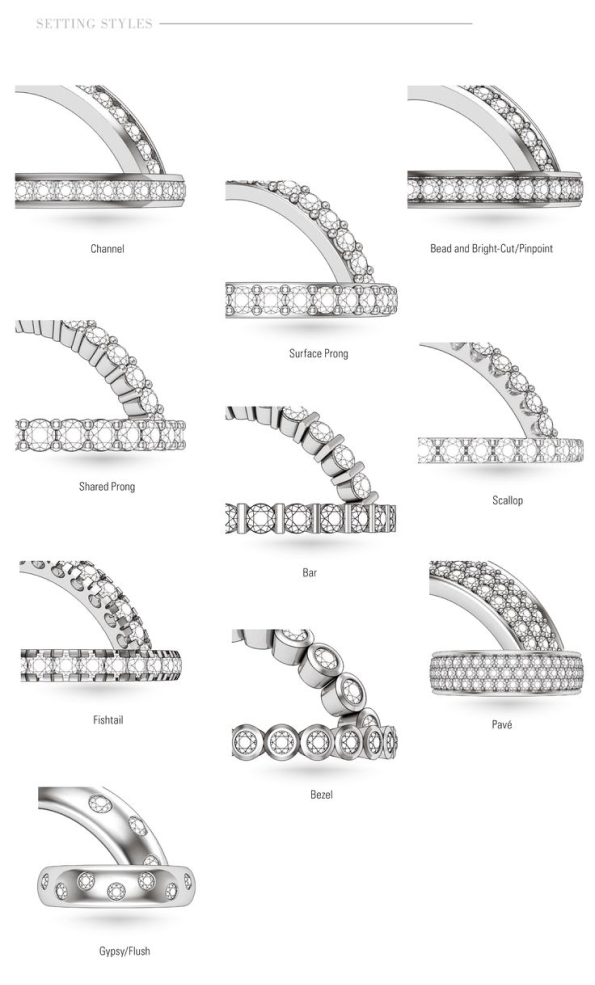 SETTING STYLES
Channel
Bead and Bright-Cut/Pinpoint
Surface Prong
Shared Prong
Scallop
Bar
Fishtail
Pavé
Bezel
Gypsy/Flush